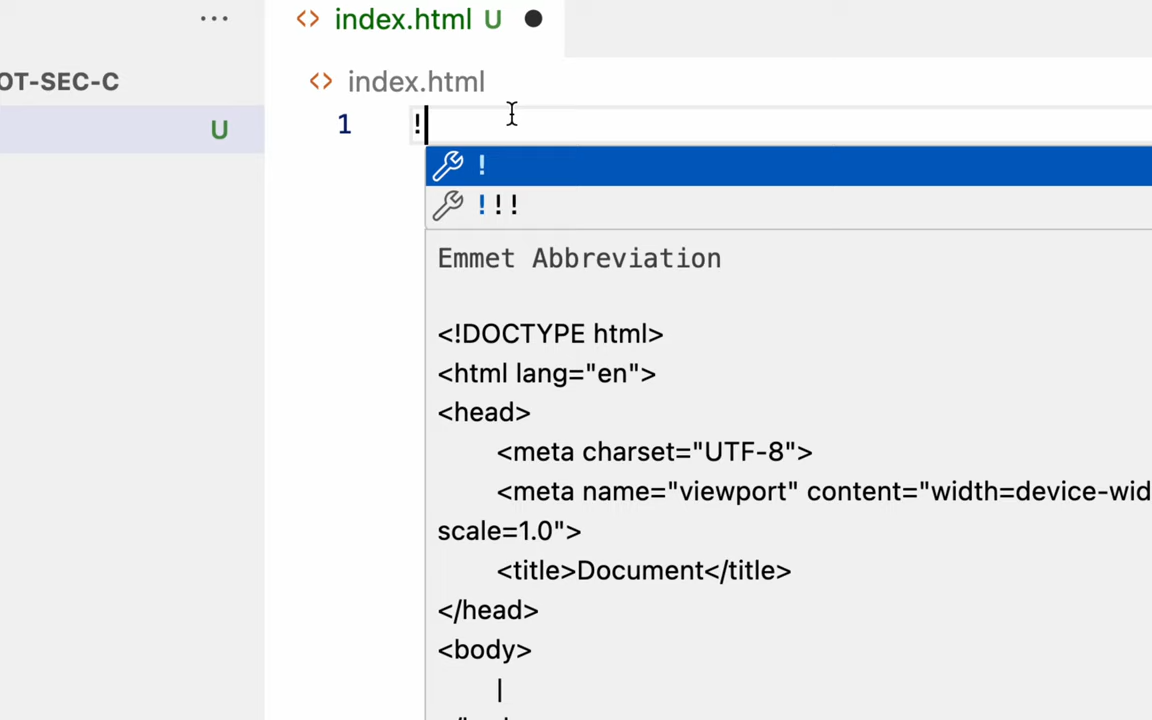 ...
index.html U
OT-SEC-C
index.html
U
1 !
!
!!!
Emmet Abbreviation
<!DOCTYPE html>
<html lang="en">
<head>
<meta charset="UTF-8">
<meta name="viewport" content="width=device-wid
scale=1.0">
<title>Document</title>
</head>
<body>
|